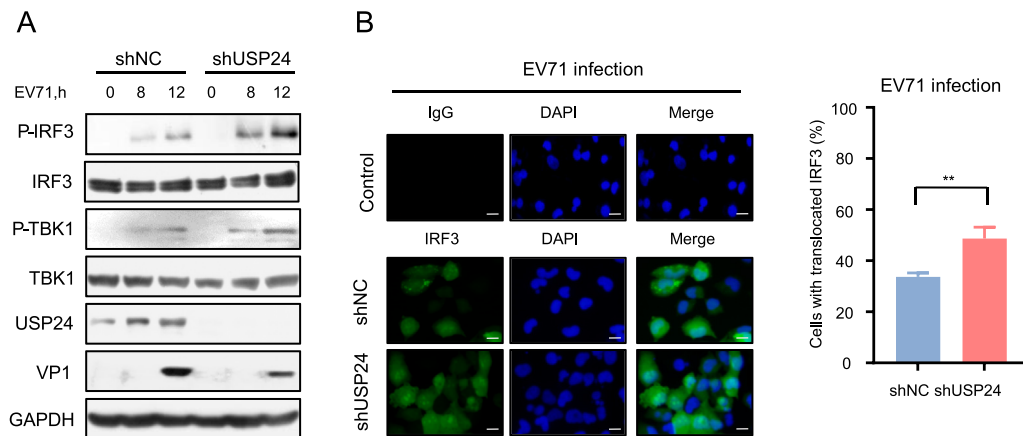 A
shNC shUSP24
EV71,h 0 8 12 0 8 12
P-IRF3
IRF3
P-TBK1
TBK1
USP24
VP1
GAPDH
B
EV71 infection
IgG DAPI Merge
Control
IRF3 DAPI Merge
shNC
shUSP24
EV71 infection
Cells with translocated IRF3 (%)
100
80
60
40
20
0
**
shNC shUSP24